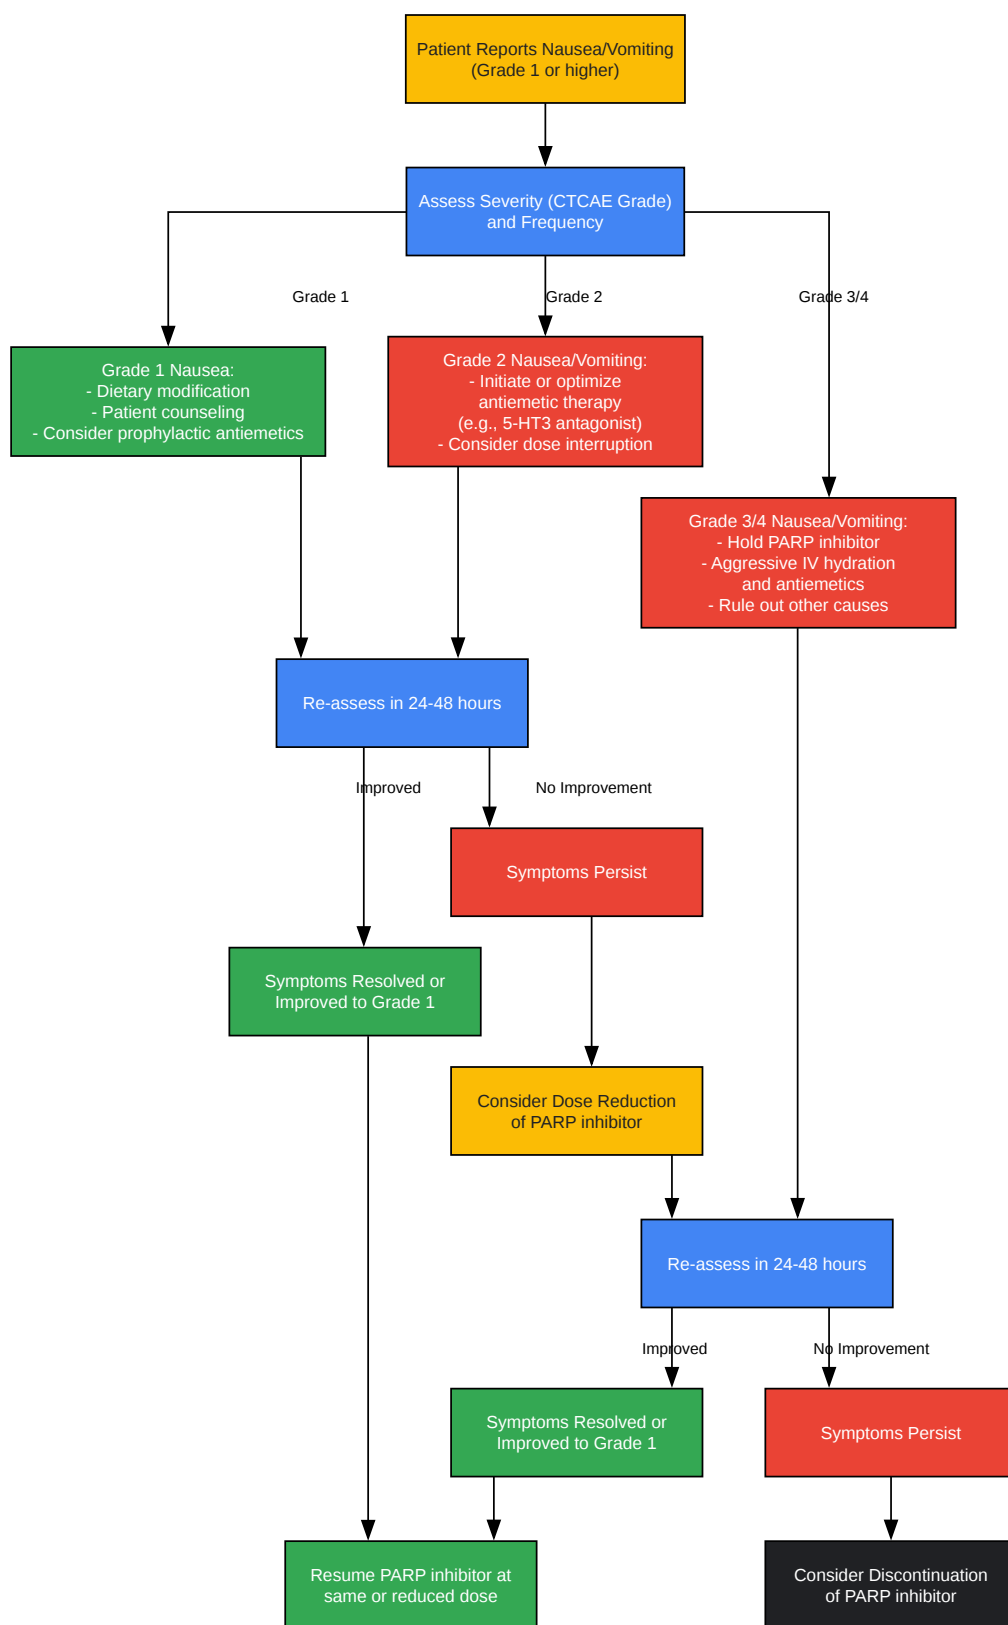 Patient Reports Nausea/Vomiting
(Grade 1 or higher)
Assess Severity (CTCAE Grade)
and Frequency
Grade 1
Grade 2
Grade 3/4
Grade 1 Nausea:
- Dietary modification
- Patient counseling
- Consider prophylactic antiemetics
Grade 2 Nausea/Vomiting:
- Initiate or optimize
antiemetic therapy
(e.g., 5-HT3 antagonist)
- Consider dose interruption
Grade 3/4 Nausea/Vomiting:
- Hold PARP inhibitor
- Aggressive IV hydration
and antiemetics
- Rule out other causes
Re-assess in 24-48 hours
Improved
No Improvement
Symptoms Persist
Symptoms Resolved or
Improved to Grade 1
Consider Dose Reduction
of PARP inhibitor
Re-assess in 24-48 hours
Improved
No Improvement
Symptoms Resolved or
Improved to Grade 1
Symptoms Persist
Resume PARP inhibitor at
same or reduced dose
Consider Discontinuation
of PARP inhibitor